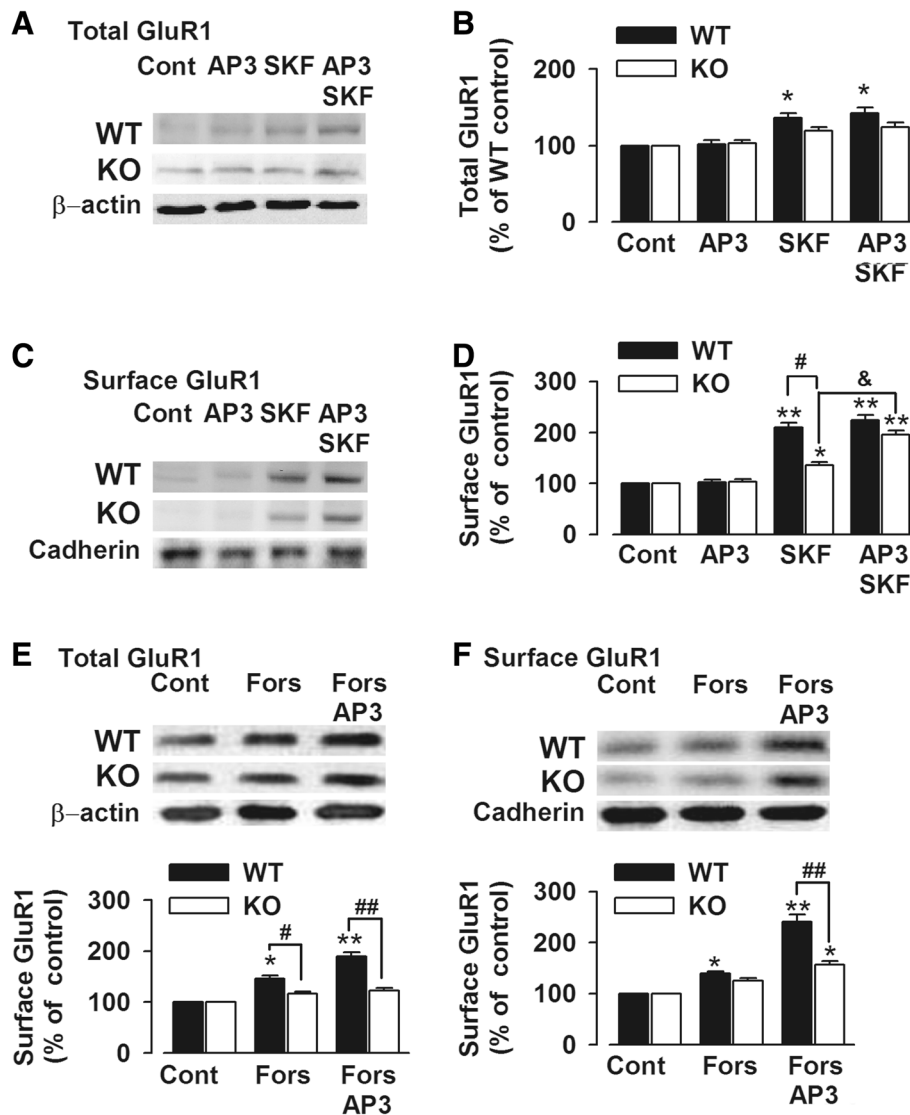 A
Total GluR1
Cont AP3 SKF AP3
SKF
WT
KO
β-actin
B
WT
KO
Total GluR1
(% of WT control)
200
100
0
*
*
Cont AP3 SKF AP3
SKF
C
Surface GluR1
Cont AP3 SKF AP3
SKF
WT
KO
Cadherin
D
WT
KO
Surface GluR1
(% of control)
300
200
100
0
#
&
** * ** **
Cont AP3 SKF AP3
SKF
E Total GluR1
Cont Fors Fors
AP3
WT
KO
β-actin
WT
KO
Surface GluR1
(% of control)
300
200
100
0
* # ** ##
Cont Fors Fors
AP3
F Surface GluR1
Cont Fors Fors
AP3
WT
KO
Cadherin
WT
KO
Surface GluR1
(% of control)
300
200
100
0
* ** ## *
Cont Fors Fors
AP3